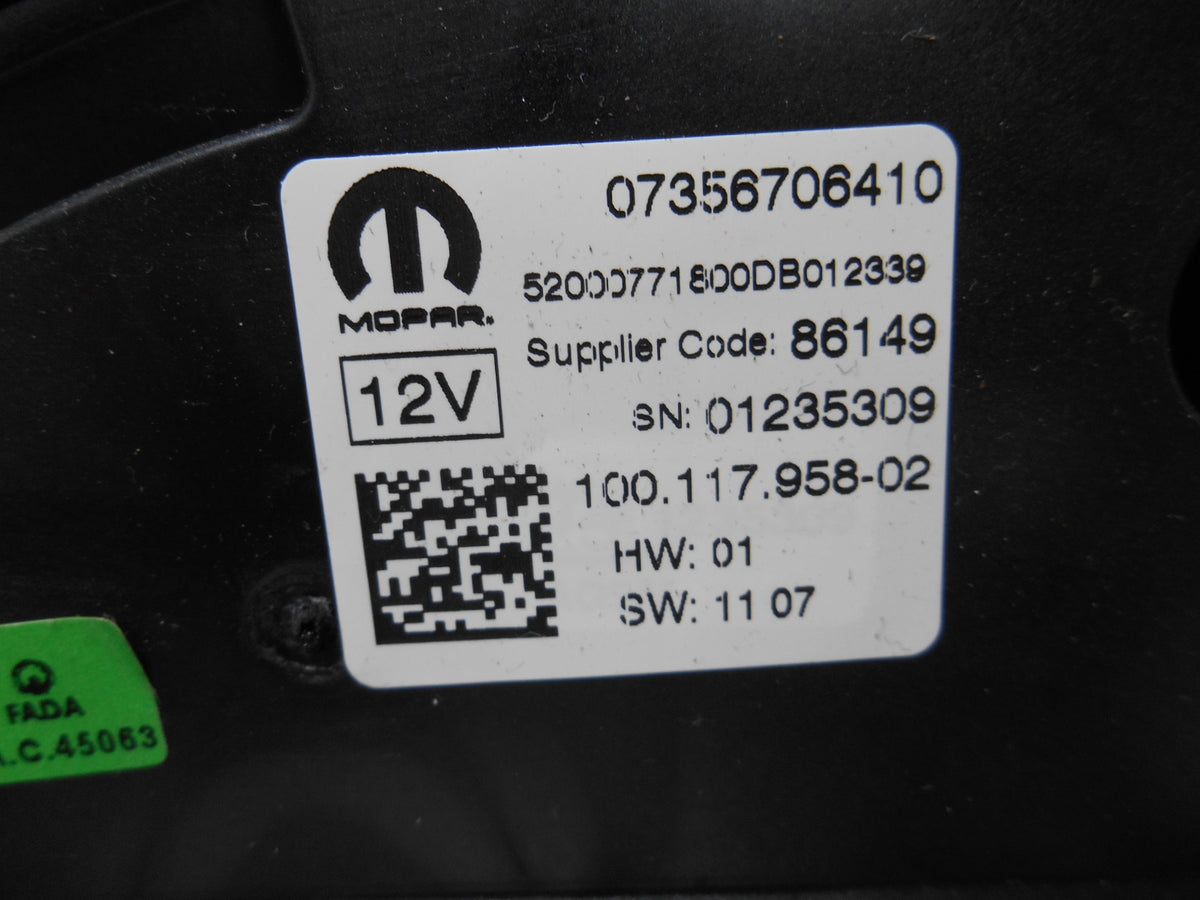 07356706410
52000771800DB012339
MOPAR.
Supplier Code: 86149
12V
SN: 01235309
100.117.958-02
HW: 01
SW: 11 07
FADA
.C.45063